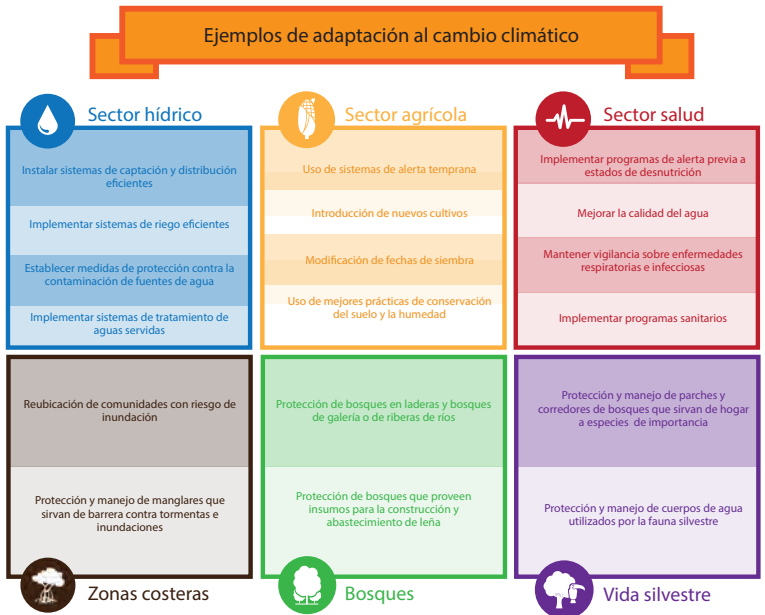 Ejemplos de adaptación al cambio climático
Sector hídrico
Instalar sistemas de captación y distribución
eficientes
Implementar sistemas de riego eficientes
Establecer medidas de protección contra la
contaminación de fuentes de agua
Implementar sistemas de tratamiento de
aguas servidas
Sector agrícola
Uso de sistemas de alerta temprana
Introducción de nuevos cultivos
Modificación de fechas de siembra
Uso de mejores prácticas de conservación
del suelo y la humedad
Sector salud
Implementar programas de alerta previa a
estados de desnutrición
Mejorar la calidad del agua
Mantener vigilancia sobre enfermedades
respiratorias e infecciosas
Implementar programas sanitarios
Reubicación de comunidades con riesgo de
inundación
Protección y manejo de manglares que
sirvan de barrera contra tormentas e
inundaciones
Zonas costeras
Protección de bosques en laderas y bosques
de galería o de riberas de ríos
Protección de bosques que proveen
insumos para la construcción y
abastecimiento de leña
Bosques
Protección y manejo de parches y
corredores de bosques que sirvan de hogar
a especies de importancia
Protección y manejo de cuerpos de agua
utilizados por la fauna silvestre
Vida silvestre